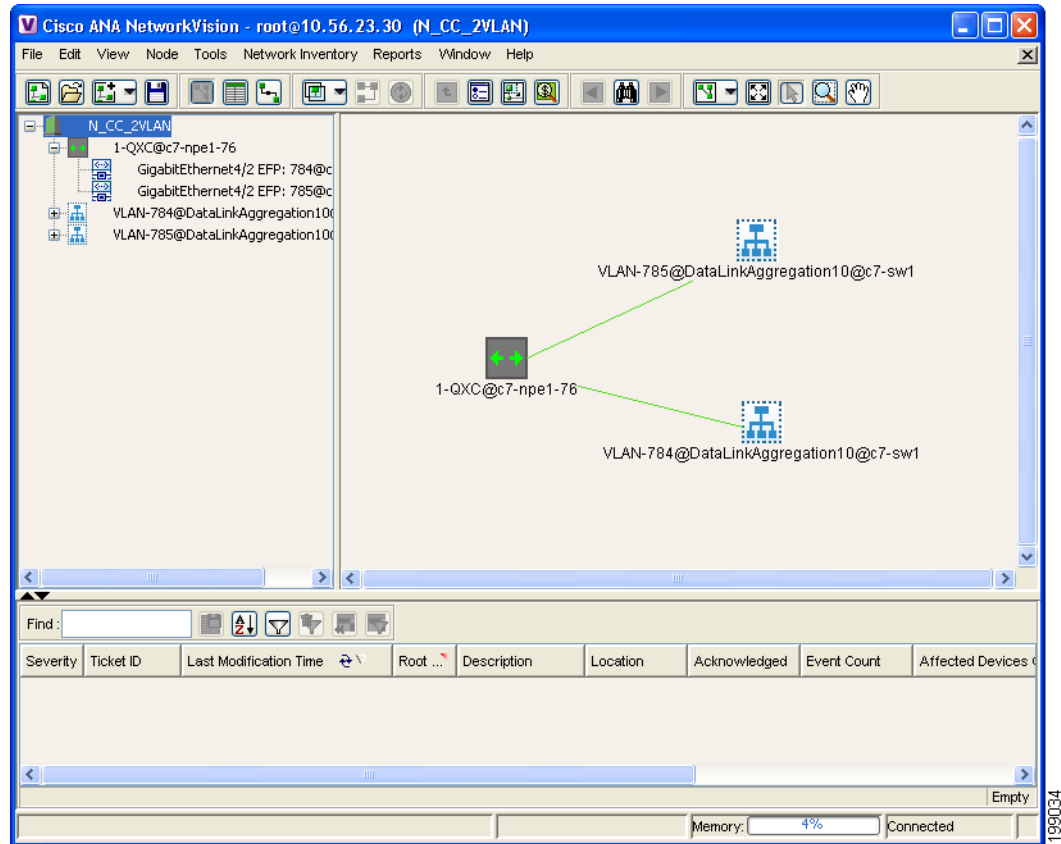 Cisco ANA NetworkVision - root@10.56.23.30 (N_CC_2VLAN)
File Edit View Node Tools Network Inventory Reports Window Help
N_CC_2VLAN
1-QXC@c7-npe1-76
GigabitEthernet4/2 EFP: 784@c
GigabitEthernet4/2 EFP: 785@c
VLAN-784@DataLinkAggregation10
VLAN-785@DataLinkAggregation10
VLAN-785@DataLinkAggregation10@c7-sw1
1-QXC@c7-npe1-76
VLAN-784@DataLinkAggregation10@c7-sw1
Find :
Severity Ticket ID Last Modification Time Root ... Description Location Acknowledged Event Count Affected Devices
Empty
Memory: 4% Connected
199034